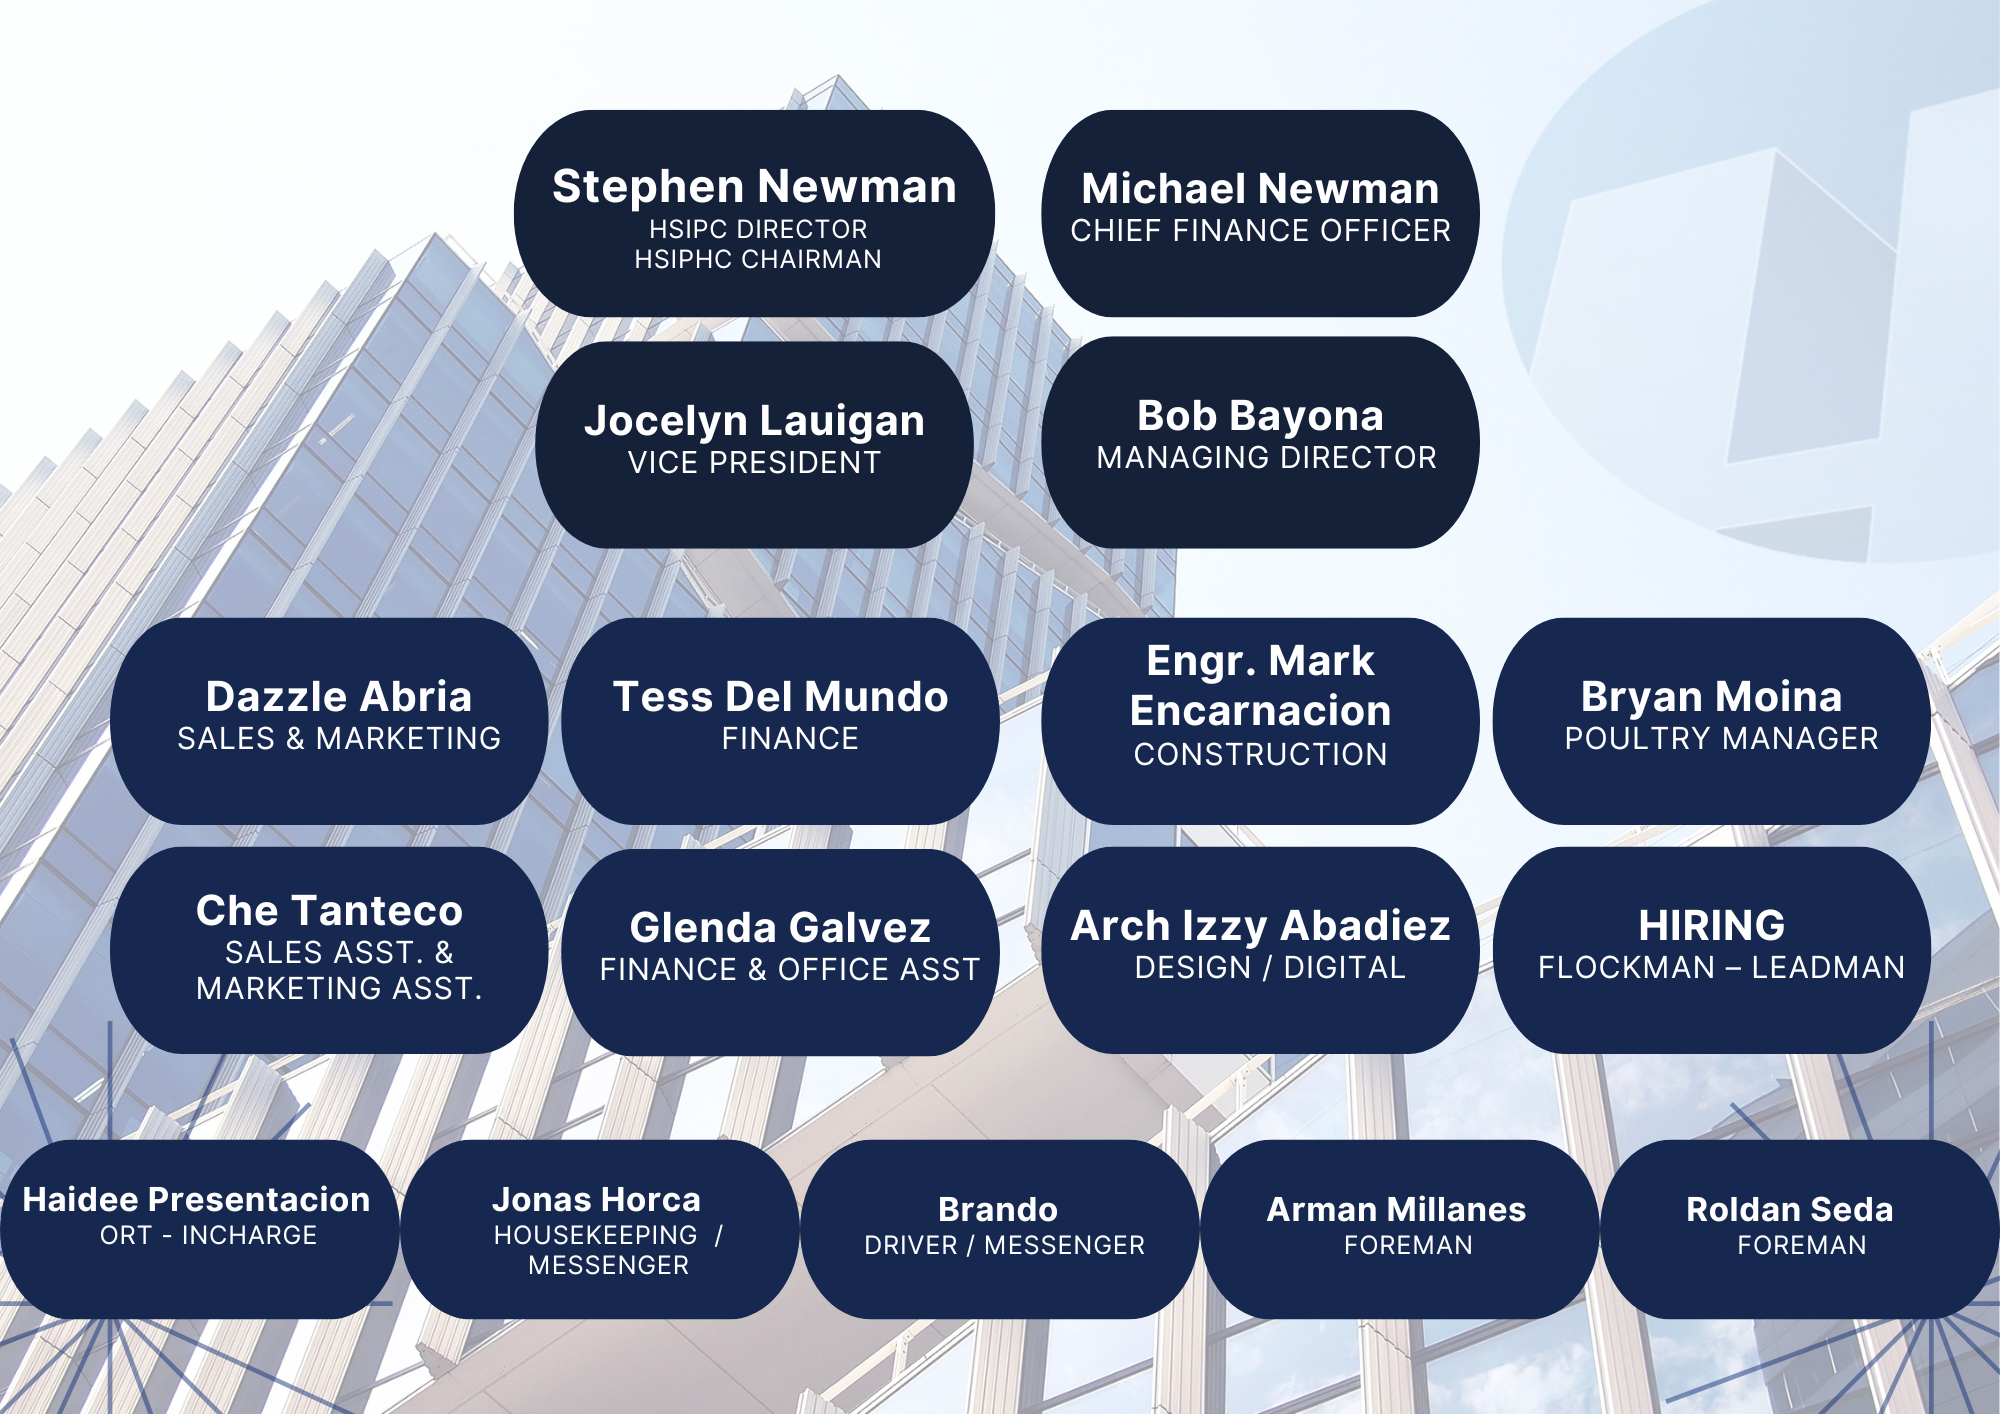 Stephen Newman
HSIPC DIRECTOR
HSIPHC CHAIRMAN
Michael Newman
CHIEF FINANCE OFFICER
Jocelyn Lauigan
VICE PRESIDENT
Bob Bayona
MANAGING DIRECTOR
Dazzle Abria
SALES & MARKETING
Tess Del Mundo
FINANCE
Engr. Mark
Encarnacion
CONSTRUCTION
Bryan Moina
POULTRY MANAGER
Che Tanteco
SALES ASST. &
MARKETING ASST.
Glenda Galvez
FINANCE & OFFICE ASST
Arch Izzy Abadiez
DESIGN / DIGITAL
HIRING
FLOCKMAN – LEADMAN
Haidee Presentacion
ORT - INCHARGE
Jonas Horca
HOUSEKEEPING /
MESSENGER
Brando
DRIVER / MESSENGER
Arman Millanes
FOREMAN
Roldan Seda
FOREMAN